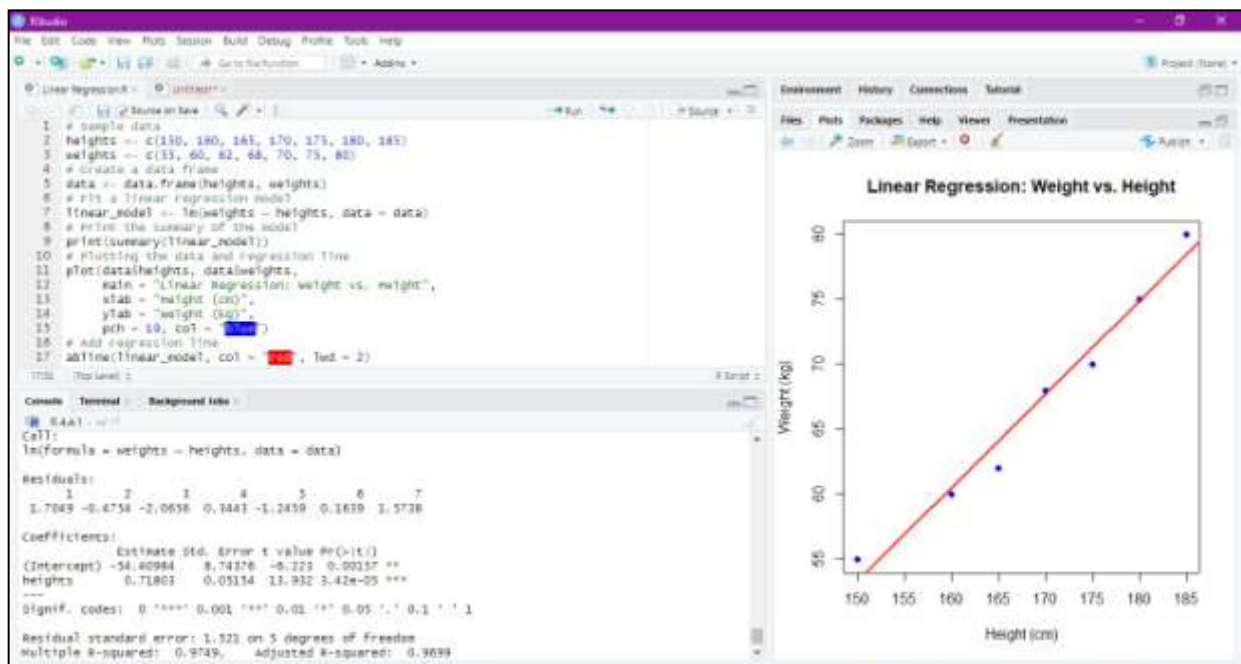 RStudio
File Edit Code View Plots Session Build Debug Profile Tools Help
Go to file/function Addins
Project: (None)
Linear Regression.R Untitled1*
Source on Save Run Source
1 # Sample data
2 heights <- c(150, 160, 165, 170, 175, 180, 185)
3 weights <- c(55, 60, 62, 68, 70, 75, 80)
4 # Create a data frame
5 data <- data.frame(heights, weights)
6 # Fit a linear regression model
7 linear_model <- lm(weights ~ heights, data = data)
8 # Print the summary of the model
9 print(summary(linear_model))
10 # Plotting the data and regression line
11 plot(data$heights, data$weights,
12 main = "Linear Regression: Weight vs. Height",
13 xlab = "Height (cm)",
14 ylab = "Weight (kg)",
15 pch = 19, col = "blue")
16 # Add regression line
17 abline(linear_model, col = "red", lwd = 2)
(Top Level) R Script
Console Terminal Background Jobs
R 4.4.1
Call:
lm(formula = weights ~ heights, data = data)
Residuals:
1 2 3 4 5 6 7
1.7049 -0.4754 -2.0656 0.3443 -1.2459 0.1639 1.5738
Coefficients:
Estimate Std. Error t value Pr(>|t|)
(Intercept) -54.40984 8.74376 -6.223 0.00157 **
heights 0.71803 0.05154 13.932 3.42e-05 ***
---
Signif. codes: 0 '***' 0.001 '**' 0.01 '*' 0.05 '.' 0.1 ' ' 1
Residual standard error: 1.521 on 5 degrees of freedom
Multiple R-squared: 0.9749, Adjusted R-squared: 0.9699
Environment History Connections Tutorial
Files Plots Packages Help Viewer Presentation
Zoom Export Publish
Linear Regression: Weight vs. Height
80
75
70
65
60
55
Weight (kg)
150 155 160 165 170 175 180 185
Height (cm)